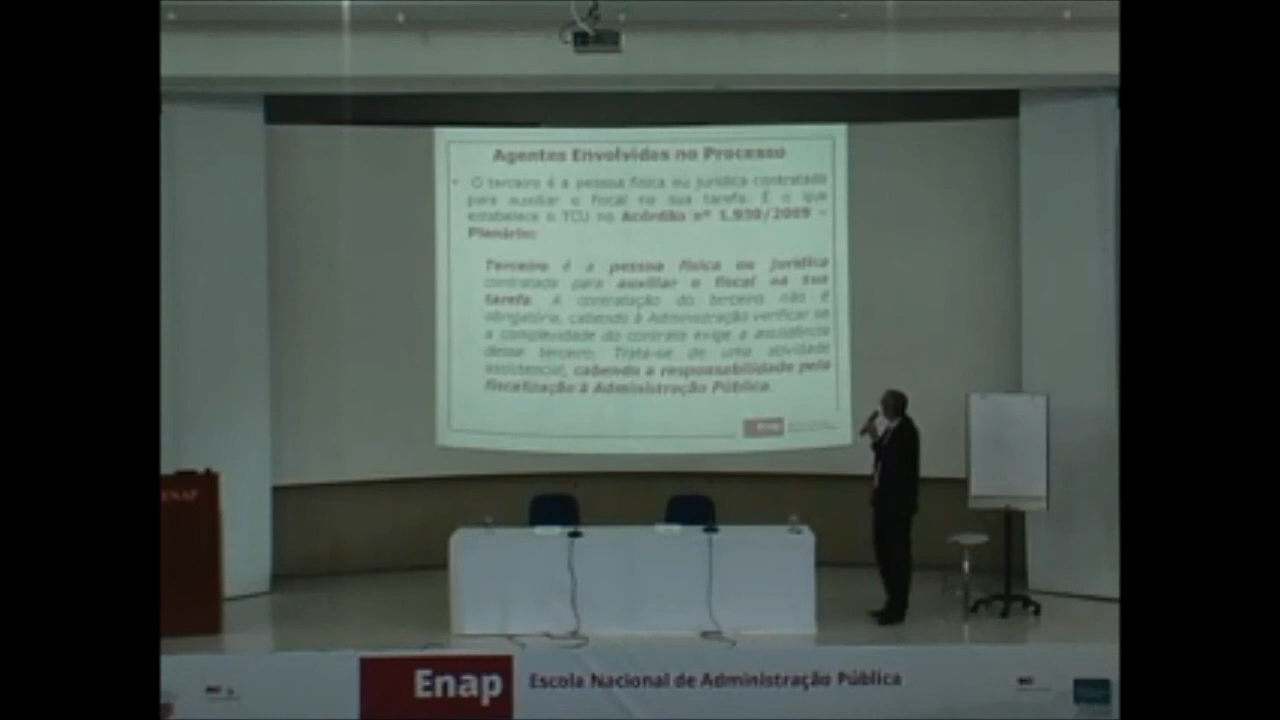 Agentes Envolvidos no Processo
• O terceiro é a pessoa física ou jurídica contratada
para auxiliar o fiscal na sua tarefa. É o que
estabelece o TCU no Acórdão nº 1.930/2009 –
Plenário:
Terceiro é a pessoa física ou jurídica
contratada para auxiliar o fiscal na sua
tarefa. A contratação do terceiro não é
obrigatória, cabendo à Administração verificar se
a complexidade do contrato exige a assistência
desse terceiro. Trata-se de uma atividade
assistencial, cabendo a responsabilidade pela
fiscalização à Administração Pública.
Enap
ENAP
Enap
Escola Nacional de Administração Pública